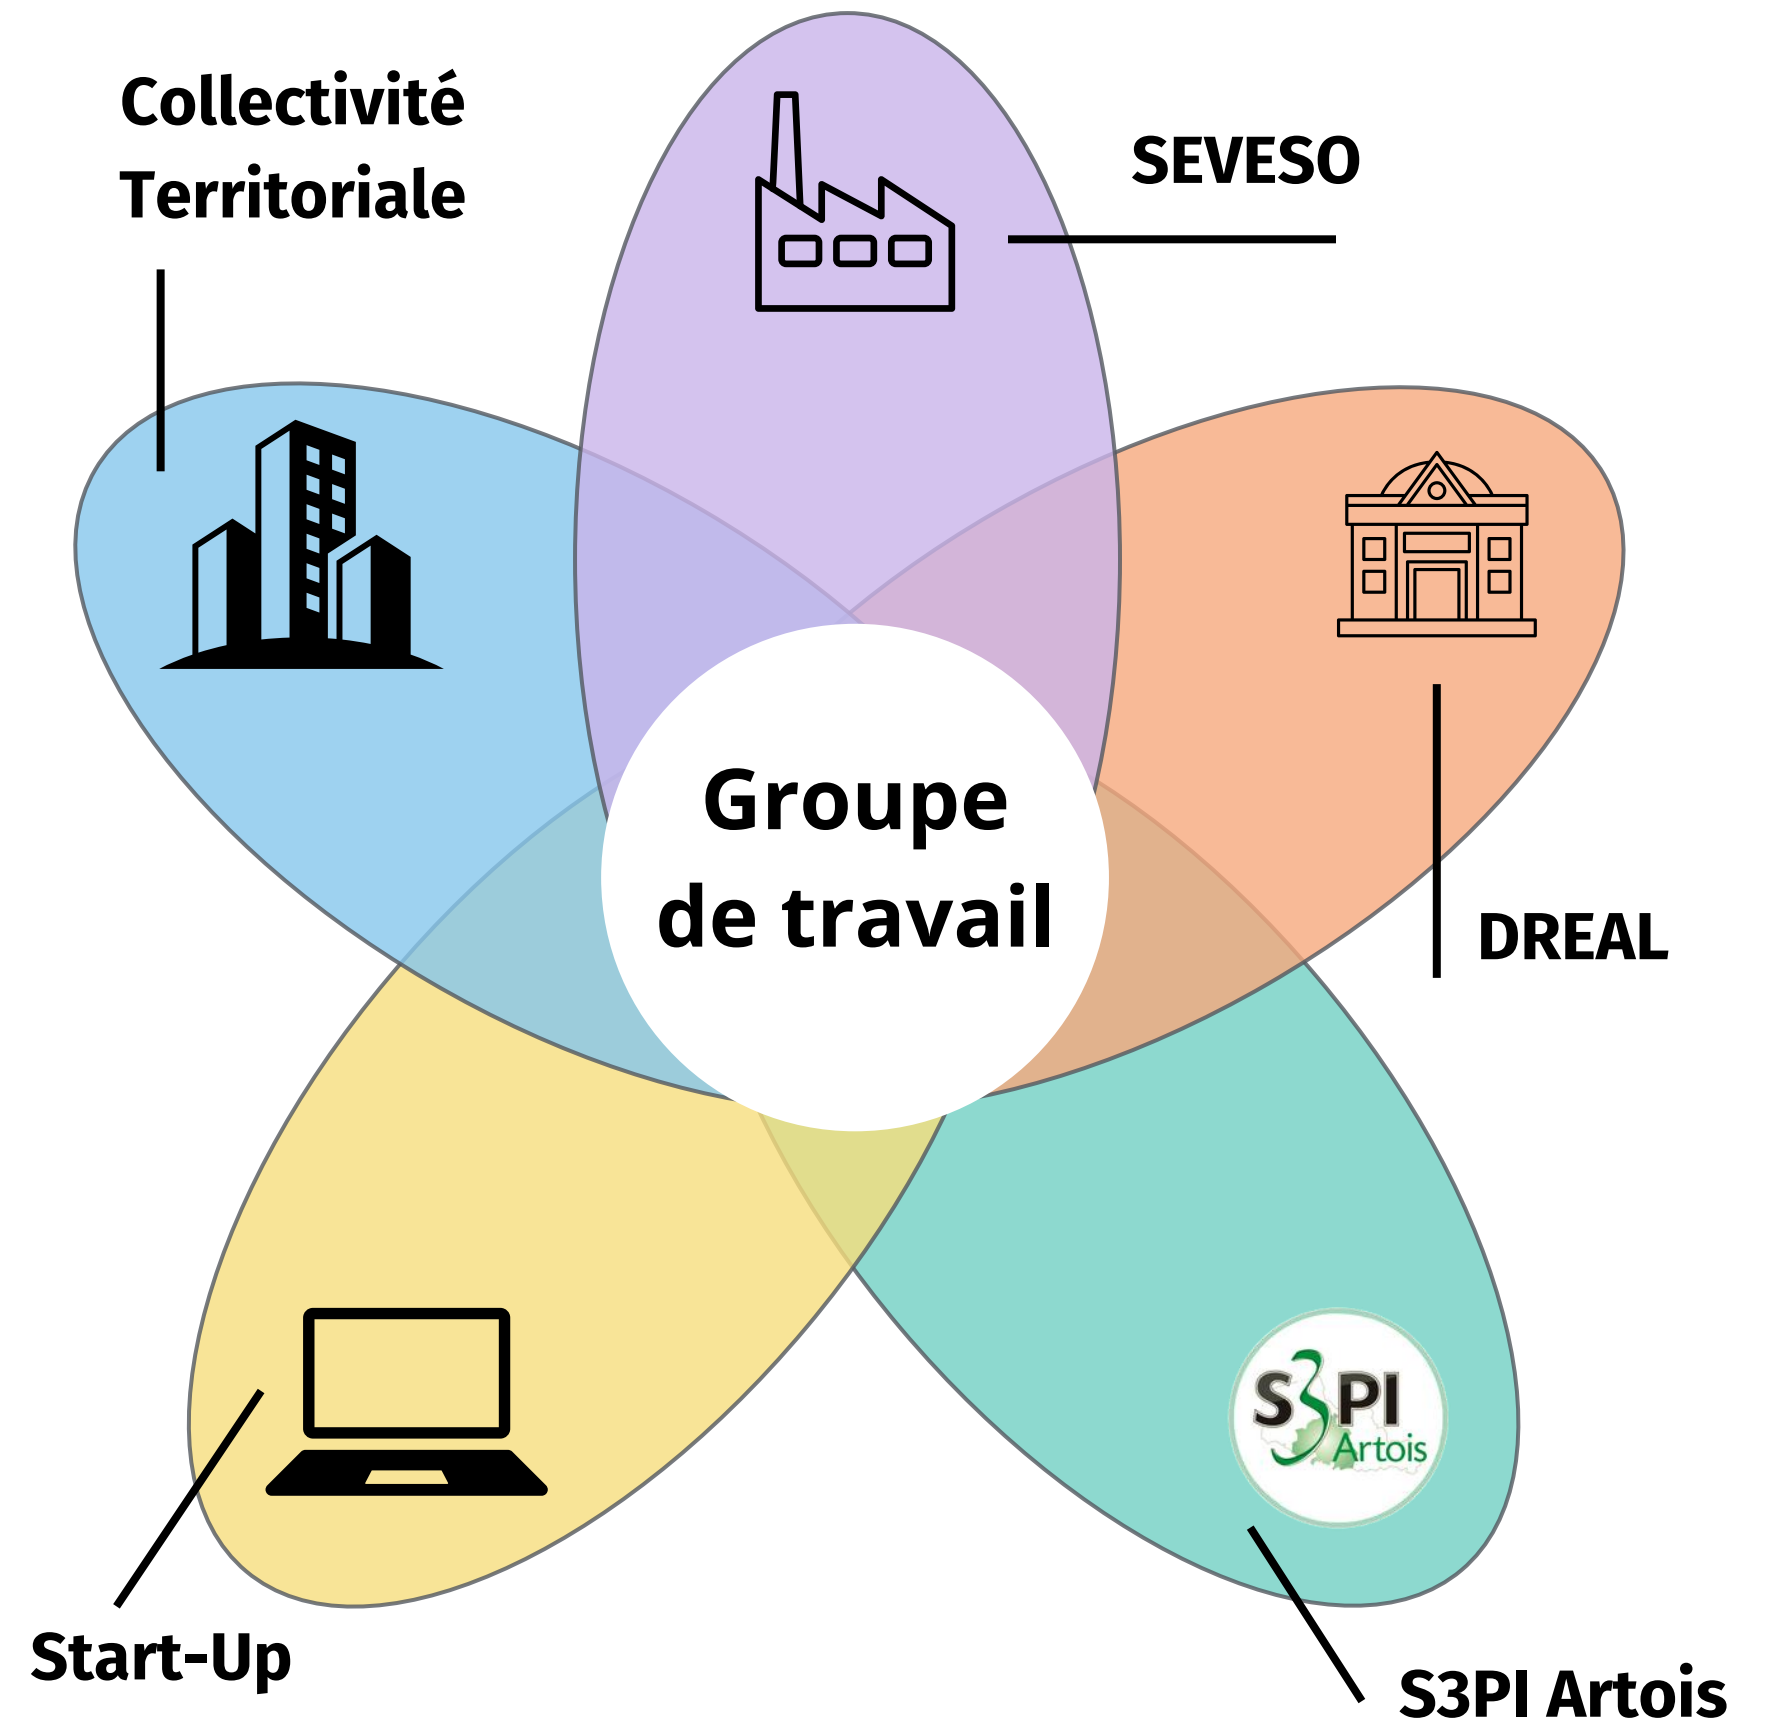 Collectivité
Territoriale
SEVESO
Groupe
de travail
DREAL
S3PI
Artois
Start-Up
S3PI Artois